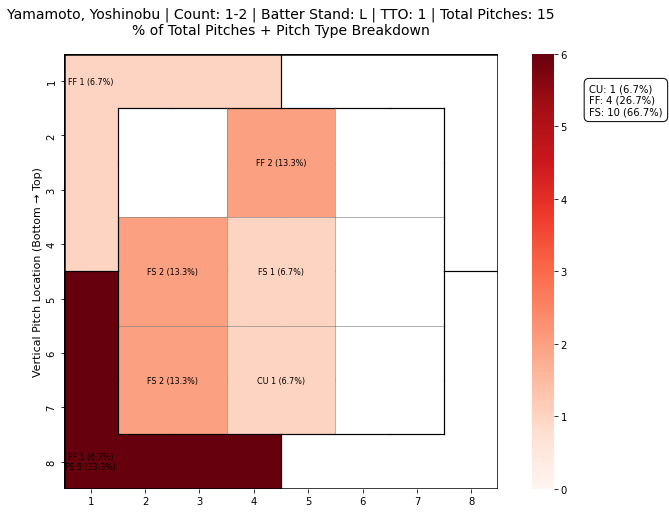 Yamamoto, Yoshinobu | Count: 1-2 | Batter Stand: L | TTO: 1 | Total Pitches: 15
% of Total Pitches + Pitch Type Breakdown
Vertical Pitch Location (Bottom → Top)
1
2
3
4
5
6
7
8
FF 1 (6.7%)
FF 2 (13.3%)
FS 2 (13.3%)
FS 1 (6.7%)
FS 2 (13.3%)
CU 1 (6.7%)
FF 1 (6.7%)
FS 5 (33.3%)
1 2 3 4 5 6 7 8
6
5
4
3
2
1
0
CU: 1 (6.7%)
FF: 4 (26.7%)
FS: 10 (66.7%)